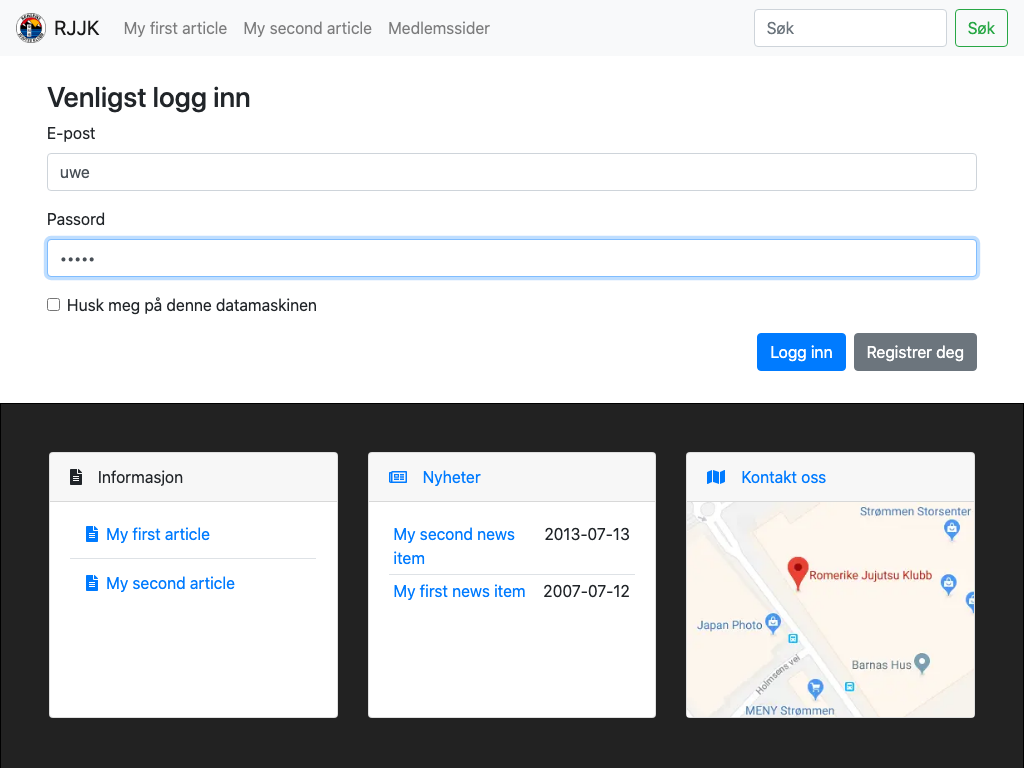 RJJK My first article My second article Medlemssider Søk Søk
Venligst logg inn
E-post
uwe
Passord
•••••
Husk meg på denne datamaskinen
Logg inn Registrer deg
Informasjon
My first article
My second article
Nyheter
My second news 2013-07-13
item
My first news item 2007-07-12
Kontakt oss
Strømmen Storsenter
Romerike Jujutsu Klubb
Japan Photo
Barnas Hus
Holmsens vei
MENY Strømmen